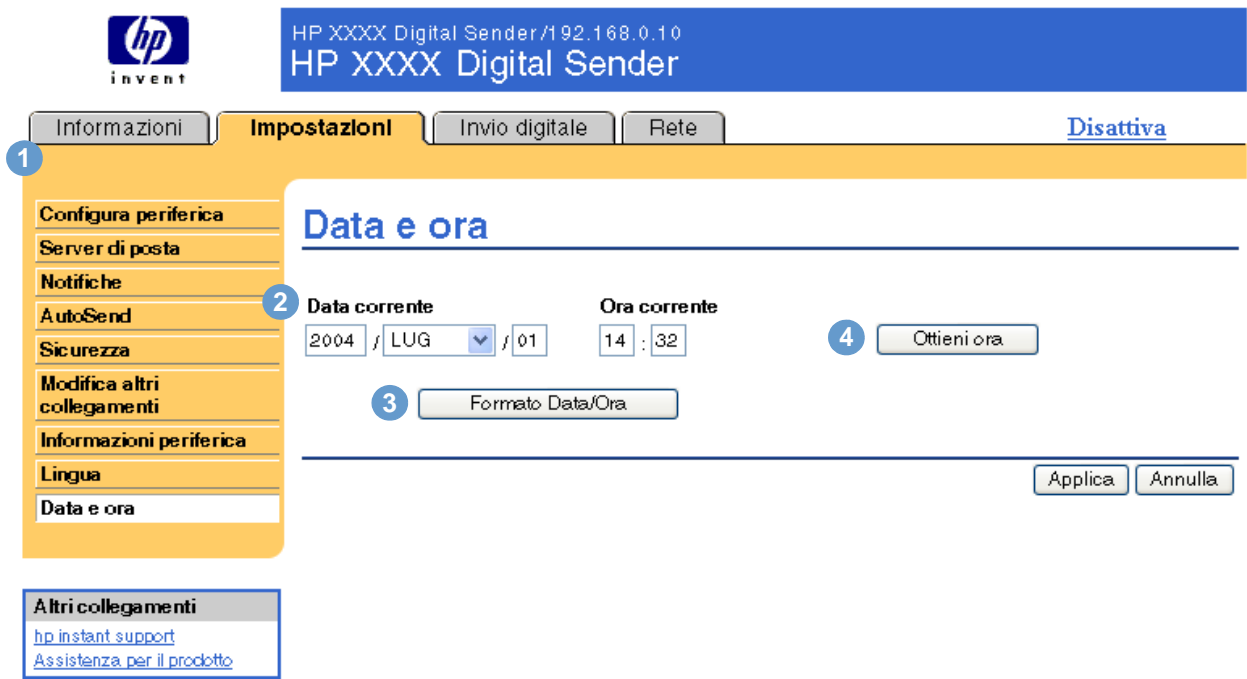 hp
invent
HP XXXX Digital Sender/192.168.0.10
HP XXXX Digital Sender
Informazioni
Impostazioni
Invio digitale
Rete
Disattiva
1
Configura periferica
Server di posta
Notifiche
AutoSend
Sicurezza
Modifica altri
collegamenti
Informazioni periferica
Lingua
Data e ora
Data e ora
2 Data corrente
Ora corrente
2004 / LUG / 01
14 : 32
4 Ottieni ora
3 Formato Data/Ora
Applica
Annulla
Altri collegamenti
hp instant support
Assistenza per il prodotto